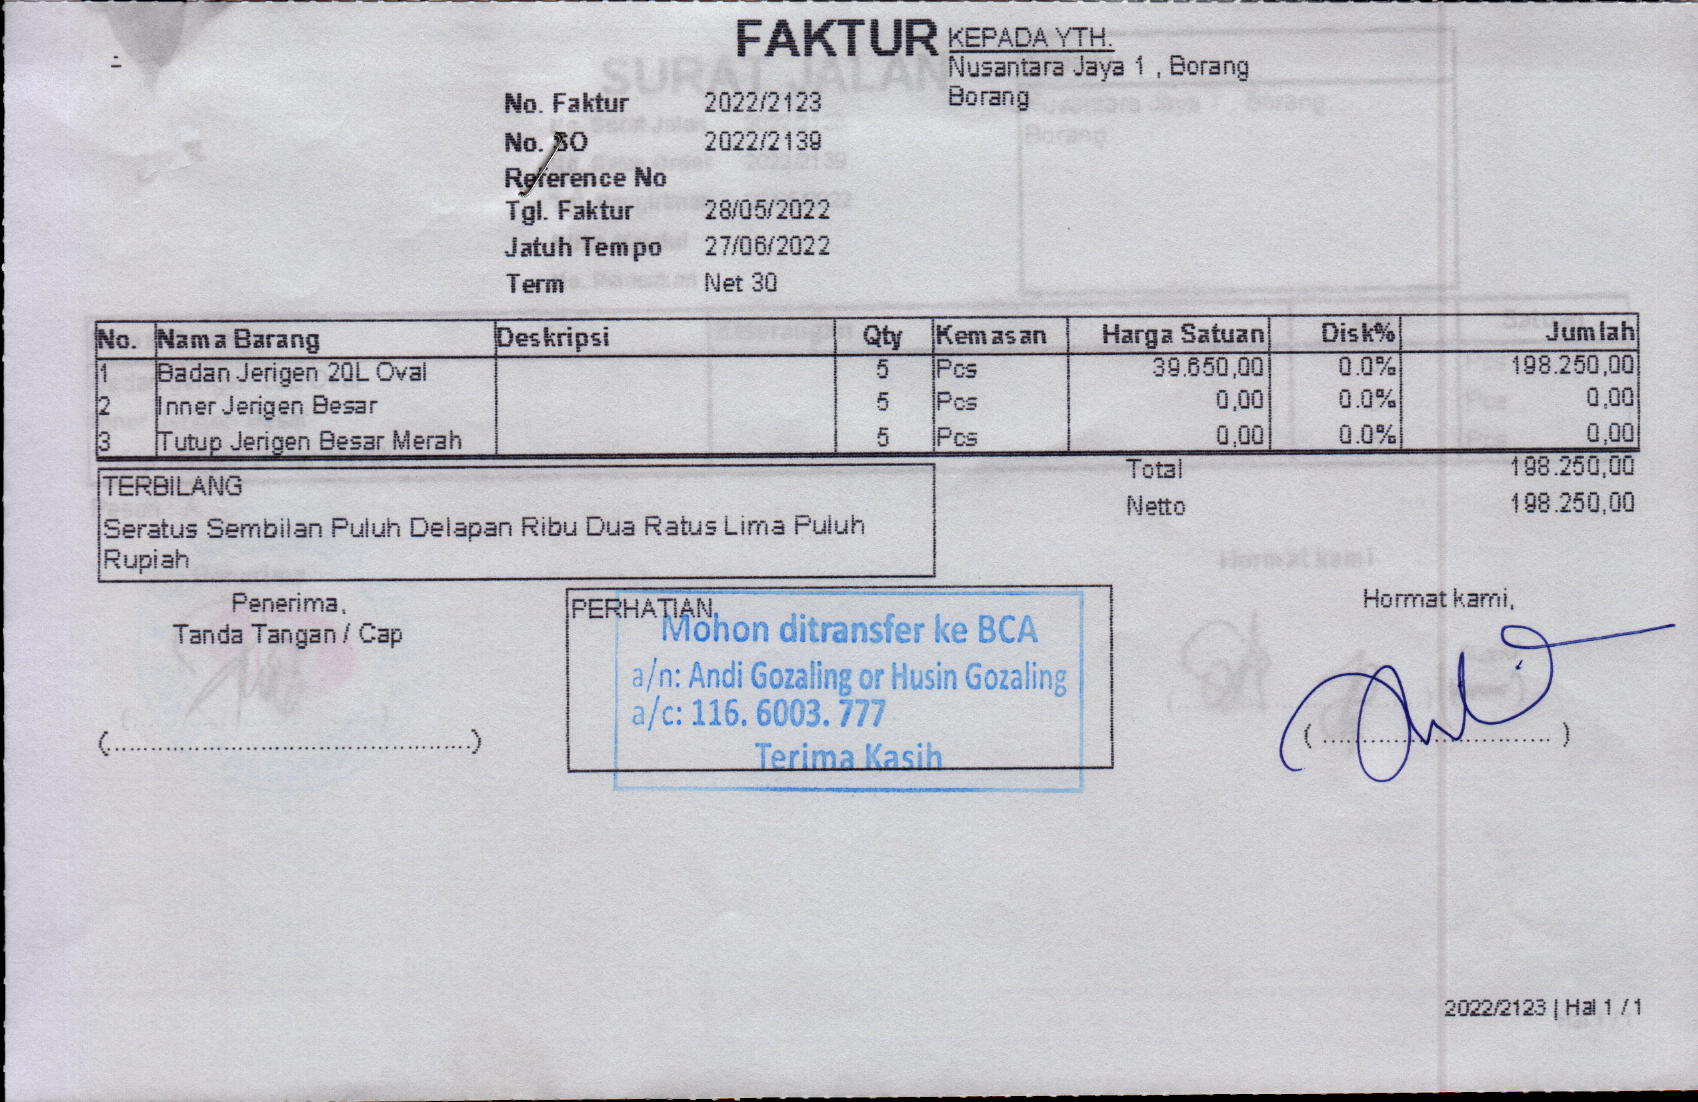 FAKTUR
KEPADA YTH.
Nusantara Jaya 1 , Borang
Borang
No. Faktur 2022/2123
No. SO 2022/2139
Reference No
Tgl. Faktur 28/05/2022
Jatuh Tempo 27/06/2022
Term Net 30
No. Nama Barang Deskripsi Qty Kemasan Harga Satuan Disk% Jumlah
1 Badan Jerigen 20L Oval 5 Pcs 39.650,00 0.0% 198.250,00
2 Inner Jerigen Besar 5 Pcs 0,00 0.0% 0,00
3 Tutup Jerigen Besar Merah 5 Pcs 0,00 0.0% 0,00
Total 198.250,00
Netto 198.250,00
TERBILANG
Seratus Sembilan Puluh Delapan Ribu Dua Ratus Lima Puluh
Rupiah
Penerima,
Tanda Tangan / Cap
(................................................)
PERHATIAN
Mohon ditransfer ke BCA
a/n: Andi Gozaling or Husin Gozaling
a/c: 116. 6003. 777
Terima Kasih
Hormat kami,
( .............................. )
2022/2123 | Hal 1 / 1